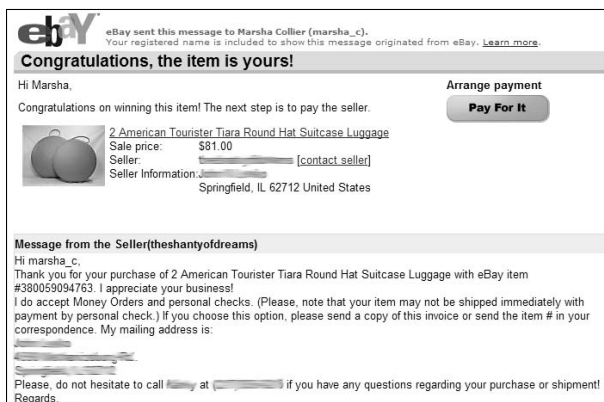 ebaY
eBay sent this message to Marsha Collier (marsha_c).
Your registered name is included to show this message originated from eBay. Learn more.
Congratulations, the item is yours!
Hi Marsha,
Arrange payment
Congratulations on winning this item! The next step is to pay the seller.
Pay For It
2 American Tourister Tiara Round Hat Suitcase Luggage
Sale price: $81.00
Seller: [contact seller]
Seller Information:
Springfield, IL 62712 United States
Message from the Seller(theshantyofdreams)
Hi marsha_c,
Thank you for your purchase of 2 American Tourister Tiara Round Hat Suitcase Luggage with eBay item
#380059094763. I appreciate your business!
I do accept Money Orders and personal checks. (Please, note that your item may not be shipped immediately with
payment by personal check.) If you choose this option, please send a copy of this invoice or send the item # in your
correspondence. My mailing address is:
Please, do not hesitate to call at if you have any questions regarding your purchase or shipment!
Regards,